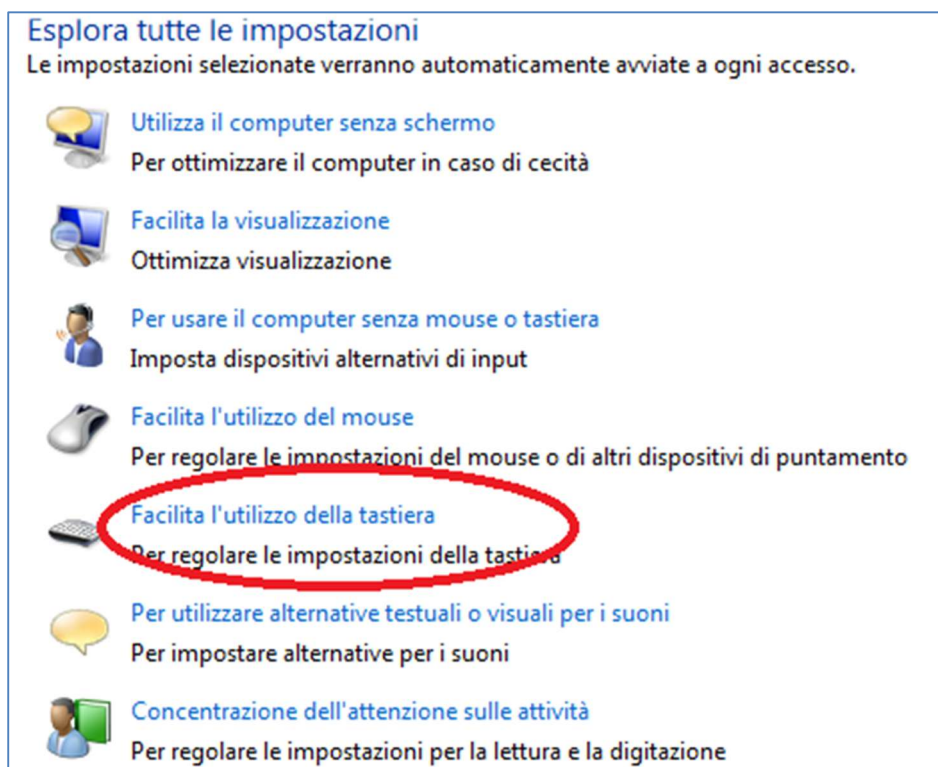 Esplora tutte le impostazioni
Le impostazioni selezionate verranno automaticamente avviate a ogni accesso.
Utilizza il computer senza schermo
Per ottimizzare il computer in caso di cecità
Facilita la visualizzazione
Ottimizza visualizzazione
Per usare il computer senza mouse o tastiera
Imposta dispositivi alternativi di input
Facilita l'utilizzo del mouse
Per regolare le impostazioni del mouse o di altri dispositivi di puntamento
Facilita l'utilizzo della tastiera
Per regolare le impostazioni della tastiera
Per utilizzare alternative testuali o visuali per i suoni
Per impostare alternative per i suoni
Concentrazione dell'attenzione sulle attività
Per regolare le impostazioni per la lettura e la digitazione